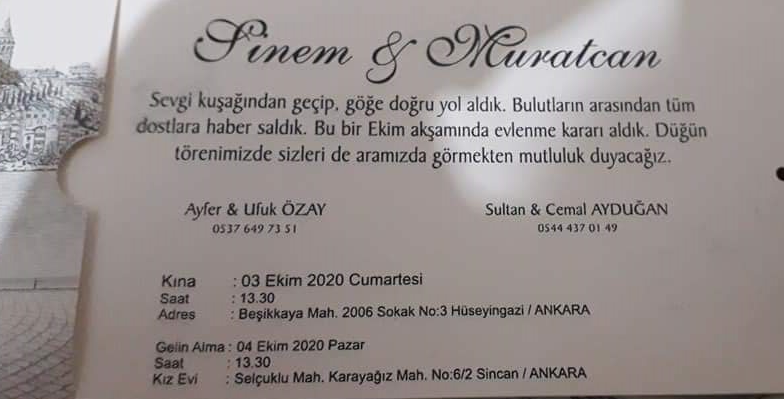 Sinem & Muratcan
Sevgi kuşağından geçip, göğe doğru yol aldık. Bulutların arasından tüm
dostlara haber saldık. Bu bir Ekim akşamında evlenme kararı aldık. Düğün
törenimizde sizleri de aramızda görmekten mutluluk duyacağız.
Ayfer & Ufuk ÖZAY
0537 649 73 51
Sultan & Cemal AYDUĞAN
0544 437 01 49
Kına : 03 Ekim 2020 Cumartesi
Saat : 13.30
Adres : Beşikkaya Mah. 2006 Sokak No:3 Hüseyingazi / ANKARA
Gelin Alma : 04 Ekim 2020 Pazar
Saat : 13.30
Kız Evi : Selçuklu Mah. Karayağız Mah. No:6/2 Sincan / ANKARA